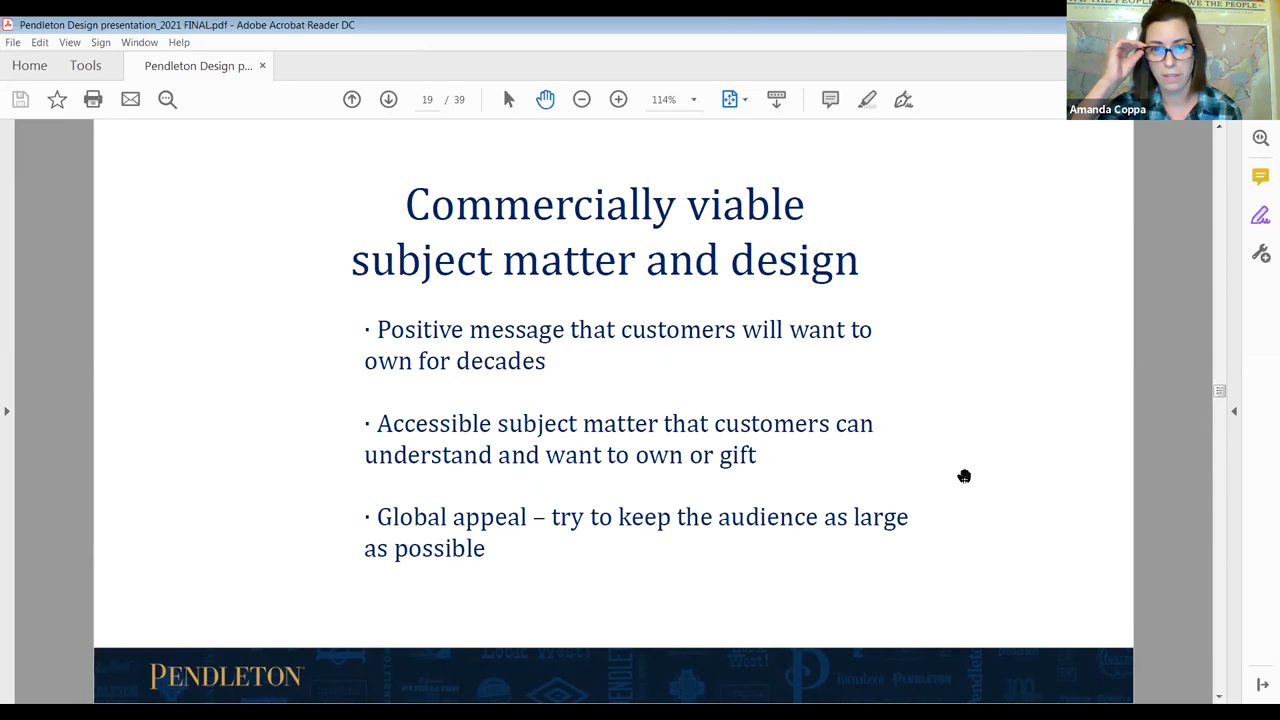 Pendleton Design presentation_2021 FINAL.pdf - Adobe Acrobat Reader DC
File Edit View Sign Window Help
Home Tools Pendleton Design p... ×
19 / 39 114%
WE THE PEOPLE
Amanda Coppa
Commercially viable
subject matter and design
· Positive message that customers will want to
own for decades
· Accessible subject matter that customers can
understand and want to own or gift
· Global appeal – try to keep the audience as large
as possible
PENDLETON